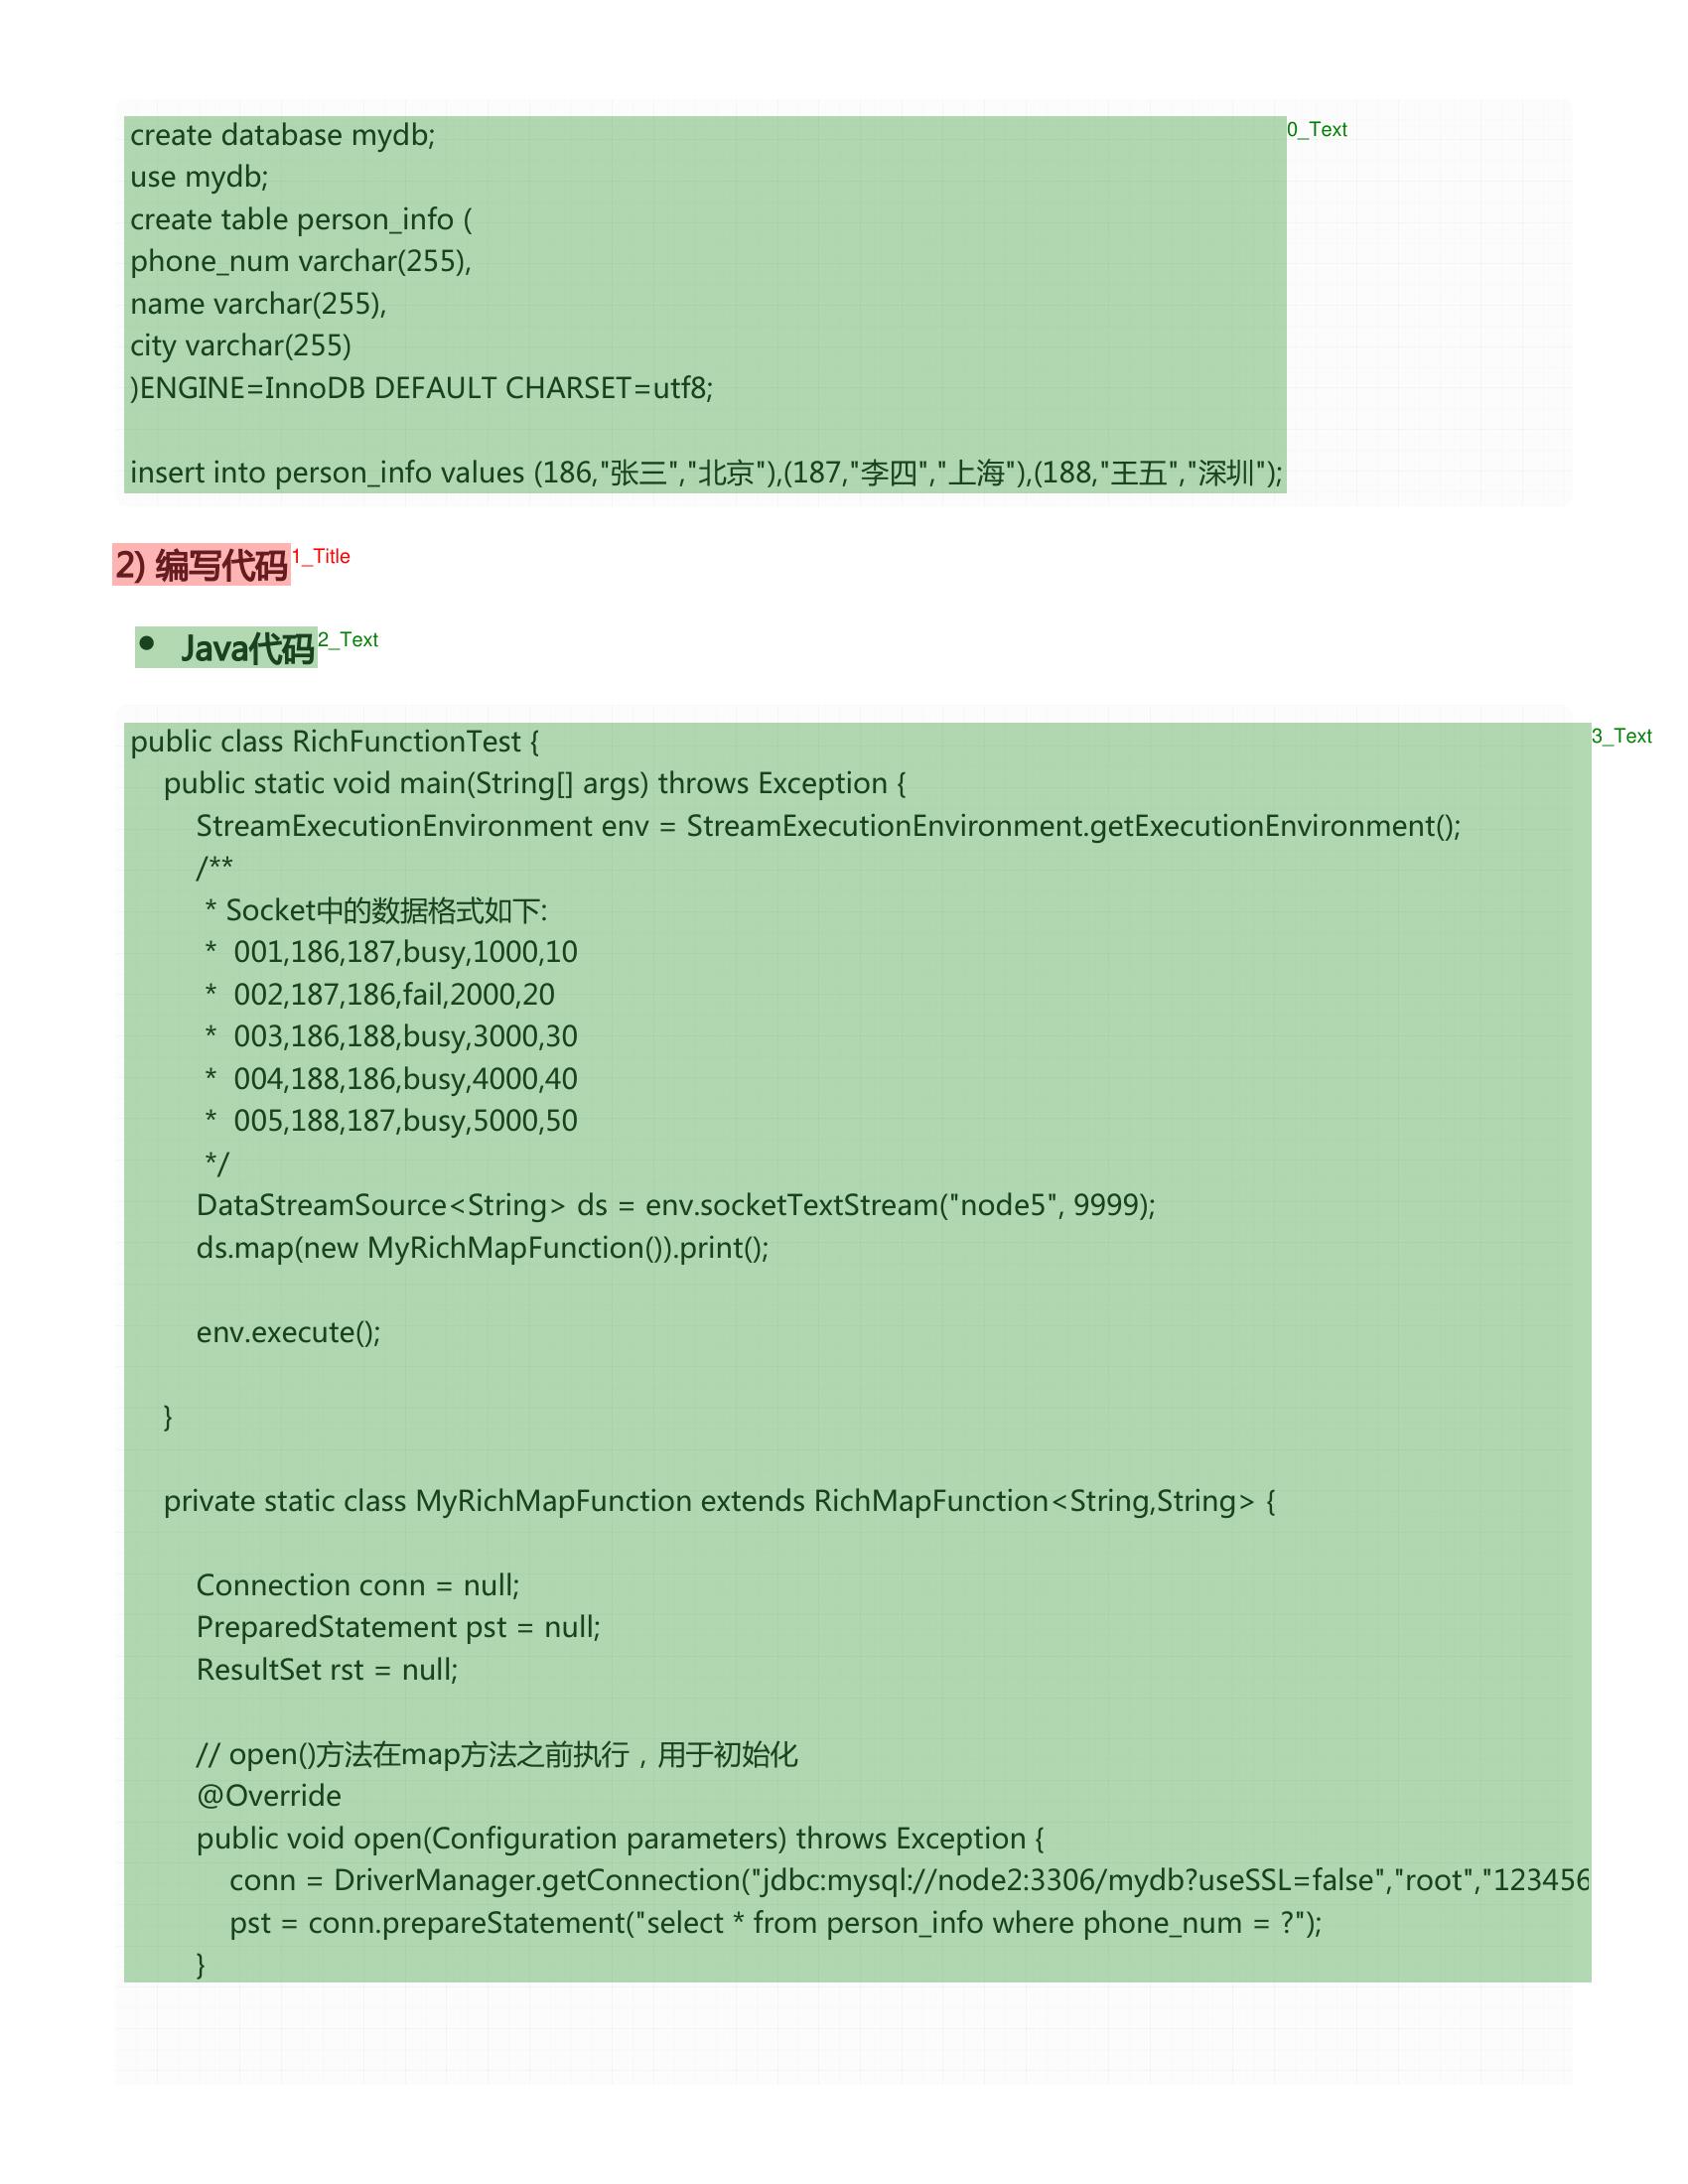 create database mydb;
0_Text
use mydb;
create table person_info (
phone_num varchar(255),
name varchar(255),
city varchar(255)
)ENGINE=InnoDB DEFAULT CHARSET=utf8;
insert into person_info values (186,"张三","北京"),(187,"李四","上海"),(188,"王五","深圳");
2) 编写代码
1_Title
• Java代码
2_Text
public class RichFunctionTest {
3_Text
public static void main(String[] args) throws Exception {
StreamExecutionEnvironment env = StreamExecutionEnvironment.getExecutionEnvironment();
/**
* Socket中的数据格式如下:
* 001,186,187,busy,1000,10
* 002,187,186,fail,2000,20
* 003,186,188,busy,3000,30
* 004,188,186,busy,4000,40
* 005,188,187,busy,5000,50
*/
DataStreamSource<String> ds = env.socketTextStream("node5", 9999);
ds.map(new MyRichMapFunction()).print();
env.execute();
}
private static class MyRichMapFunction extends RichMapFunction<String,String> {
Connection conn = null;
PreparedStatement pst = null;
ResultSet rst = null;
// open()方法在map方法之前执行，用于初始化
@Override
public void open(Configuration parameters) throws Exception {
conn = DriverManager.getConnection("jdbc:mysql://node2:3306/mydb?useSSL=false","root","123456
pst = conn.prepareStatement("select * from person_info where phone_num = ?");
}